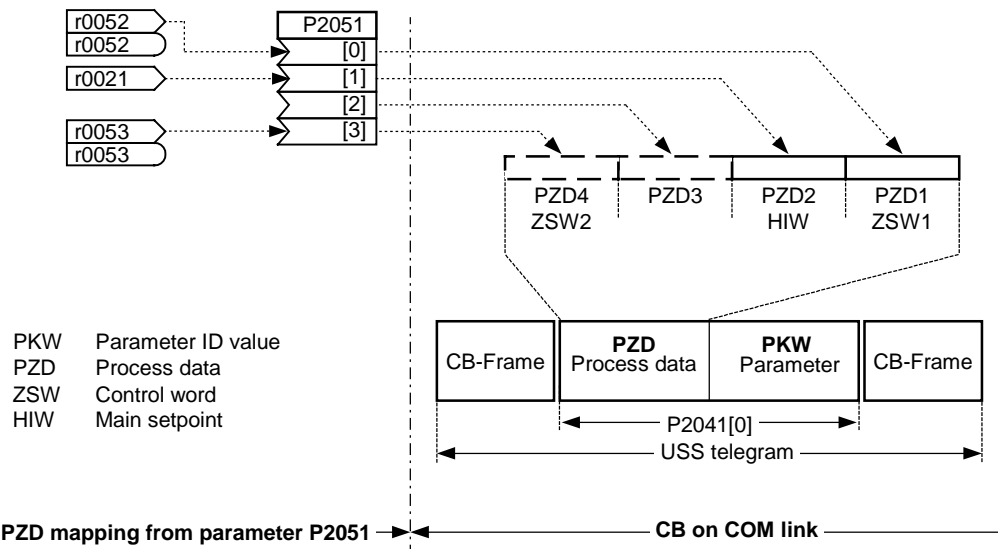 r0052
r0052
r0021
r0053
r0053
P2051
[0]
[1]
[2]
[3]
PZD4
ZSW2
PZD3
PZD2
HIW
PZD1
ZSW1
PKW Parameter ID value
PZD Process data
ZSW Control word
HIW Main setpoint
CB-Frame
PZD
Process data
PKW
Parameter
CB-Frame
P2041[0]
USS telegram
PZD mapping from parameter P2051
CB on COM link